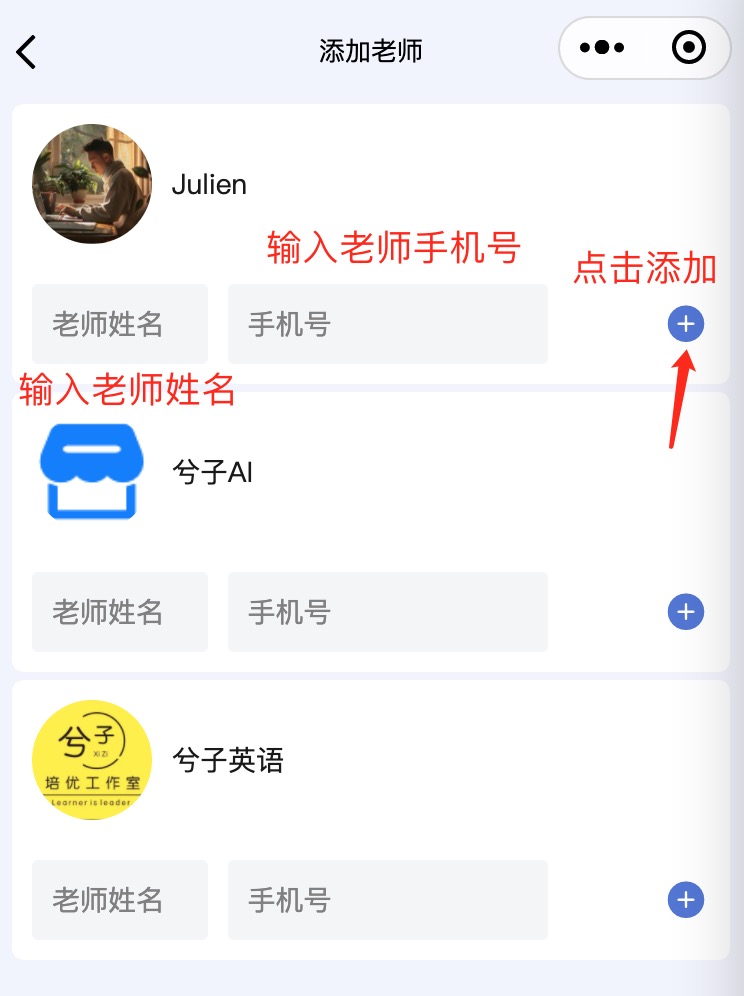 添加老师
Julien
输入老师手机号
点击添加
老师姓名
手机号
输入老师姓名
兮子AI
老师姓名
手机号
兮子
XiZi
培优工作室
Learner is leader
兮子英语
老师姓名
手机号